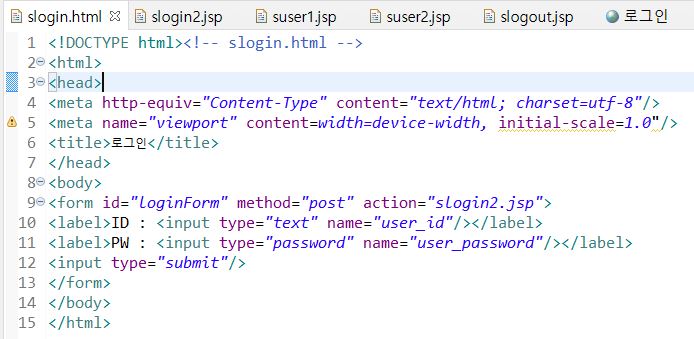 slogin.html slogin2.jsp suser1.jsp suser2.jsp slogout.jsp 로그인
1 <!DOCTYPE html><!-- slogin.html -->
2 <html>
3 <head>
4 <meta http-equiv="Content-Type" content="text/html; charset=utf-8"/>
5 <meta name="viewport" content=width=device-width, initial-scale=1.0"/>
6 <title>로그인</title>
7 </head>
8 <body>
9 <form id="loginForm" method="post" action="slogin2.jsp">
10 <label>ID : <input type="text" name="user_id"/></label>
11 <label>PW : <input type="password" name="user_password"/></label>
12 <input type="submit"/>
13 </form>
14 </body>
15 </html>